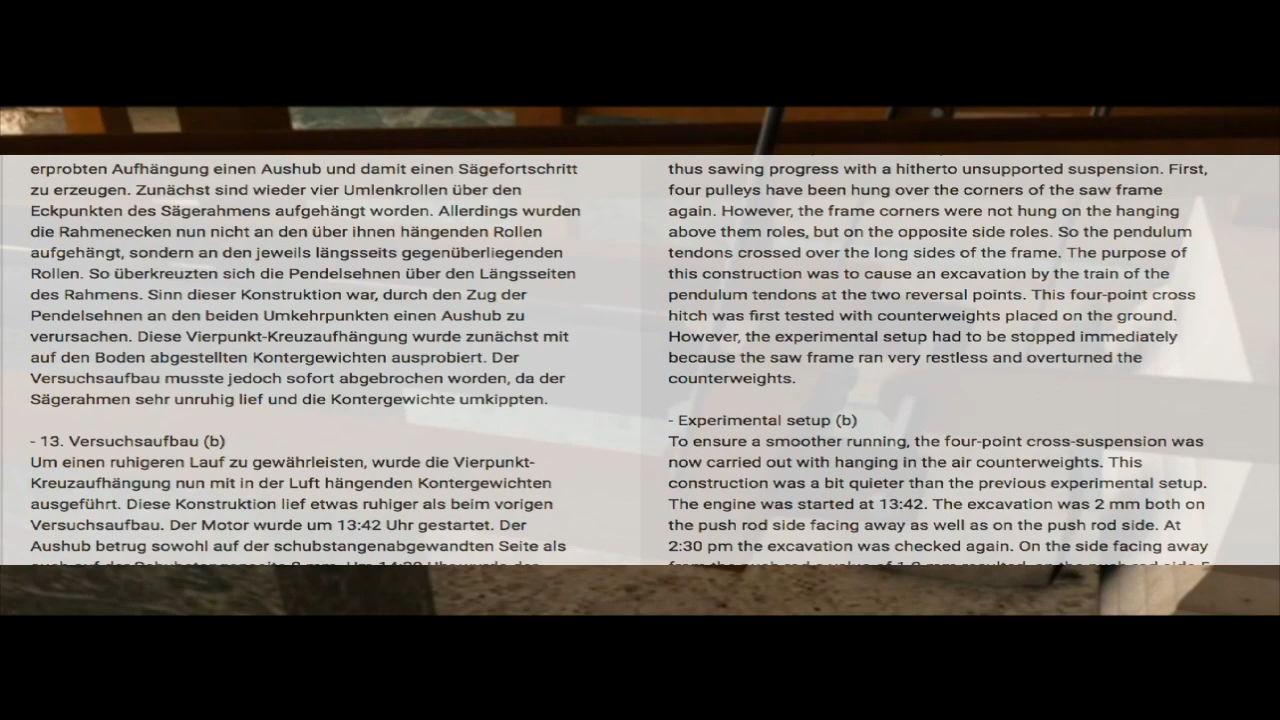 erprobten Aufhängung einen Aushub und damit einen Sägefortschritt
zu erzeugen. Zunächst sind wieder vier Umlenkrollen über den
Eckpunkten des Sägerahmens aufgehängt worden. Allerdings wurden
die Rahmenecken nun nicht an den über ihnen hängenden Rollen
aufgehängt, sondern an den jeweils längsseits gegenüberliegenden
Rollen. So überkreuzten sich die Pendelsehnen über den Längsseiten
des Rahmens. Sinn dieser Konstruktion war, durch den Zug der
Pendelsehnen an den beiden Umkehrpunkten einen Aushub zu
verursachen. Diese Vierpunkt-Kreuzaufhängung wurde zunächst mit
auf den Boden abgestellten Kontergewichten ausprobiert. Der
Versuchsaufbau musste jedoch sofort abgebrochen worden, da der
Sägerahmen sehr unruhig lief und die Kontergewichte umkippten.
- 13. Versuchsaufbau (b)
Um einen ruhigeren Lauf zu gewährleisten, wurde die Vierpunkt-
Kreuzaufhängung nun mit in der Luft hängenden Kontergewichten
ausgeführt. Diese Konstruktion lief etwas ruhiger als beim vorigen
Versuchsaufbau. Der Motor wurde um 13:42 Uhr gestartet. Der
Aushub betrug sowohl auf der schubstangenabgewandten Seite als
thus sawing progress with a hitherto unsupported suspension. First,
four pulleys have been hung over the corners of the saw frame
again. However, the frame corners were not hung on the hanging
above them roles, but on the opposite side roles. So the pendulum
tendons crossed over the long sides of the frame. The purpose of
this construction was to cause an excavation by the train of the
pendulum tendons at the two reversal points. This four-point cross
hitch was first tested with counterweights placed on the ground.
However, the experimental setup had to be stopped immediately
because the saw frame ran very restless and overturned the
counterweights.
- Experimental setup (b)
To ensure a smoother running, the four-point cross-suspension was
now carried out with hanging in the air counterweights. This
construction was a bit quieter than the previous experimental setup.
The engine was started at 13:42. The excavation was 2 mm both on
the push rod side facing away as well as on the push rod side. At
2:30 pm the excavation was checked again. On the side facing away